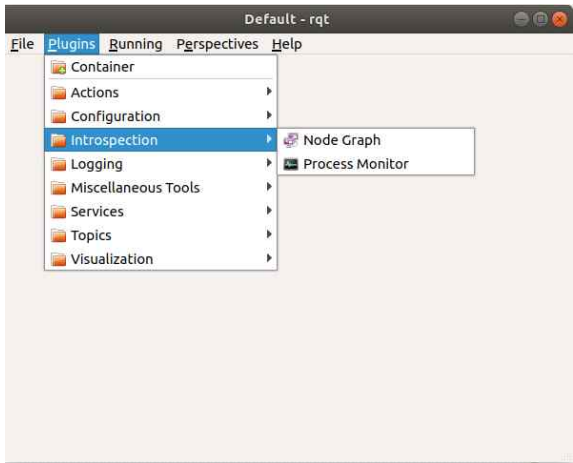 Default - rqt
File Plugins Running Perspectives Help
Container
Actions
Configuration
Introspection
Node Graph
Logging
Process Monitor
Miscellaneous Tools
Services
Topics
Visualization